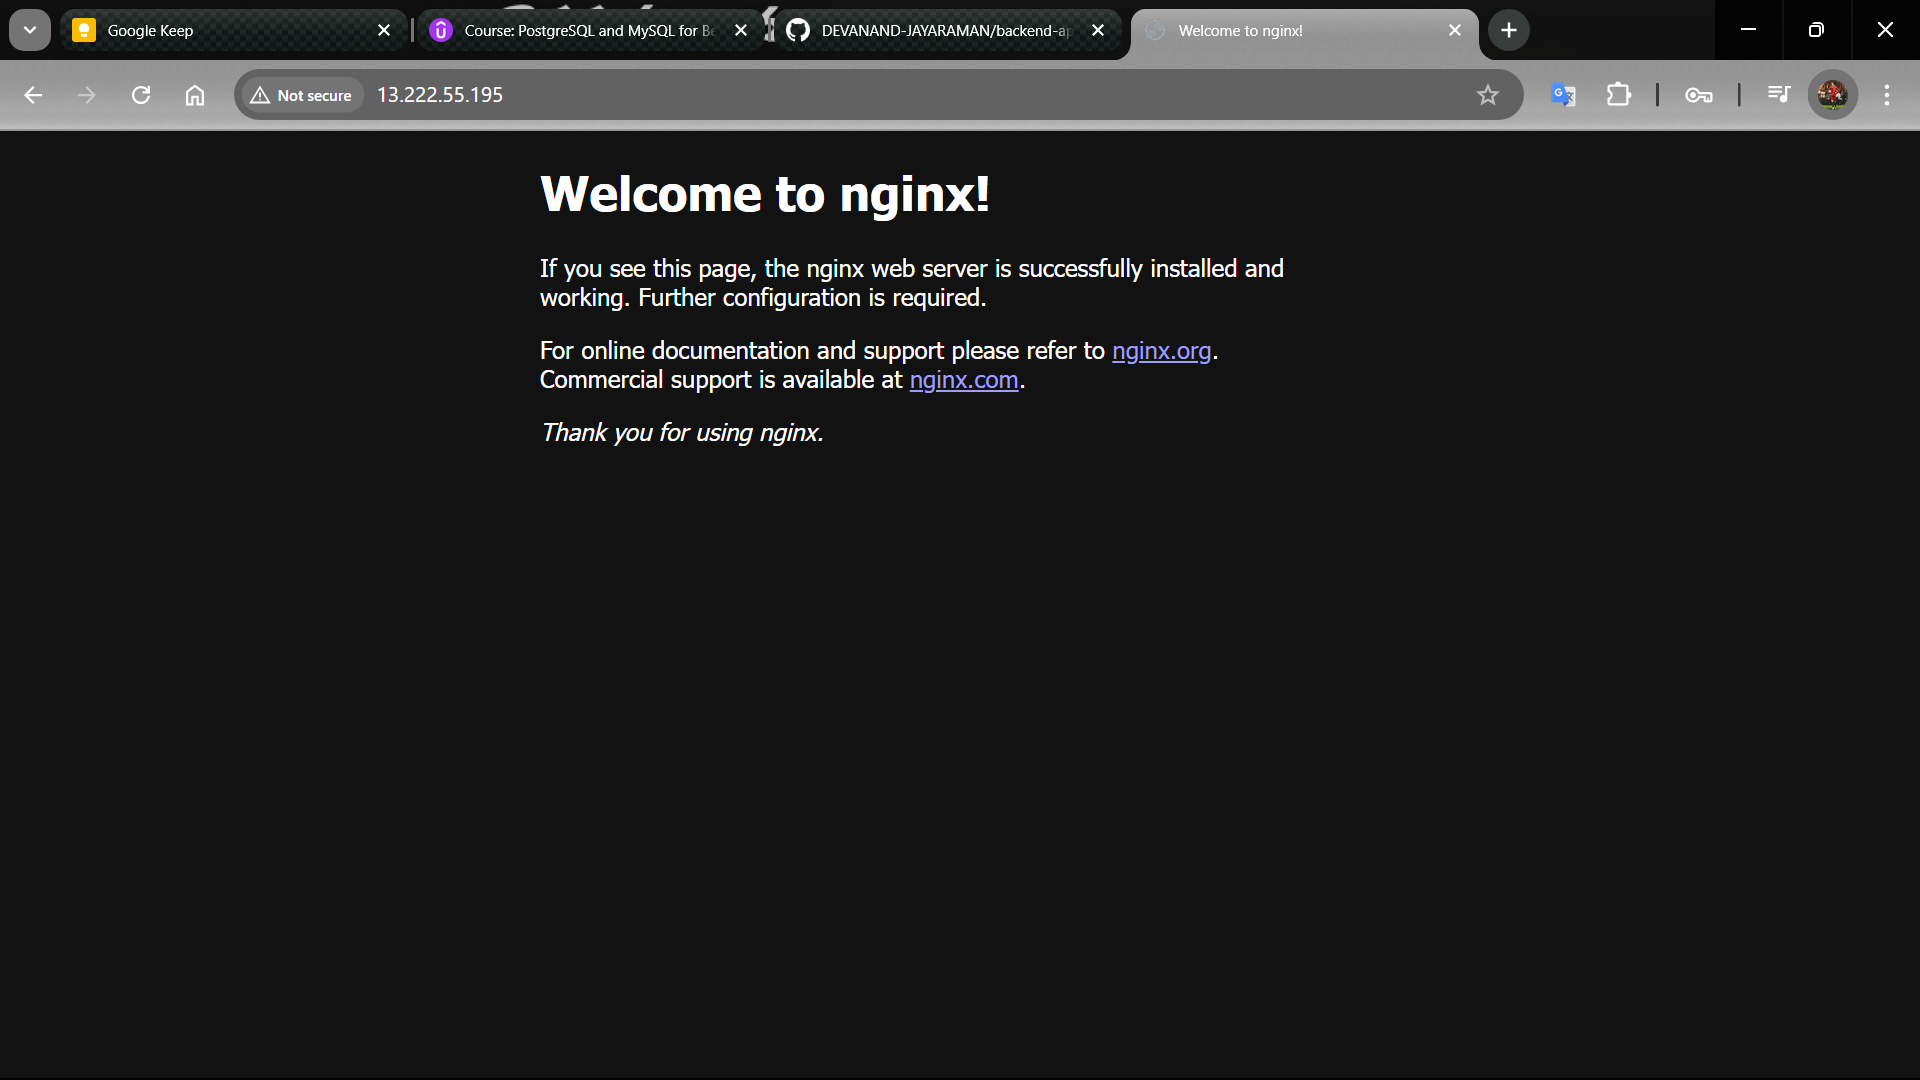 Google Keep
Course: PostgreSQL and MySQL for Be
DEVANAND-JAYARAMAN/backend-ap
Welcome to nginx!
Not secure
13.222.55.195
Welcome to nginx!
If you see this page, the nginx web server is successfully installed and
working. Further configuration is required.
For online documentation and support please refer to nginx.org.
Commercial support is available at nginx.com.
Thank you for using nginx.